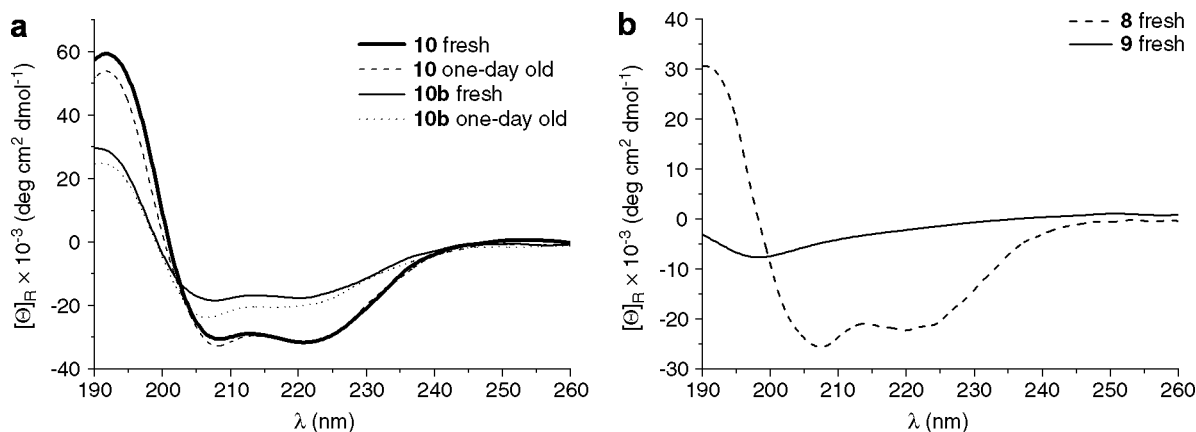 a
10 fresh
10 one-day old
10b fresh
10b one-day old
60
40
20
0
-20
-40
190 200 210 220 230 240 250 260
λ (nm)
[Θ]R × 10-3 (deg cm2 dmol-1)
b
8 fresh
9 fresh
40
30
20
10
0
-10
-20
-30
190 200 210 220 230 240 250 260
λ (nm)
[Θ]R × 10-3 (deg cm2 dmol-1)